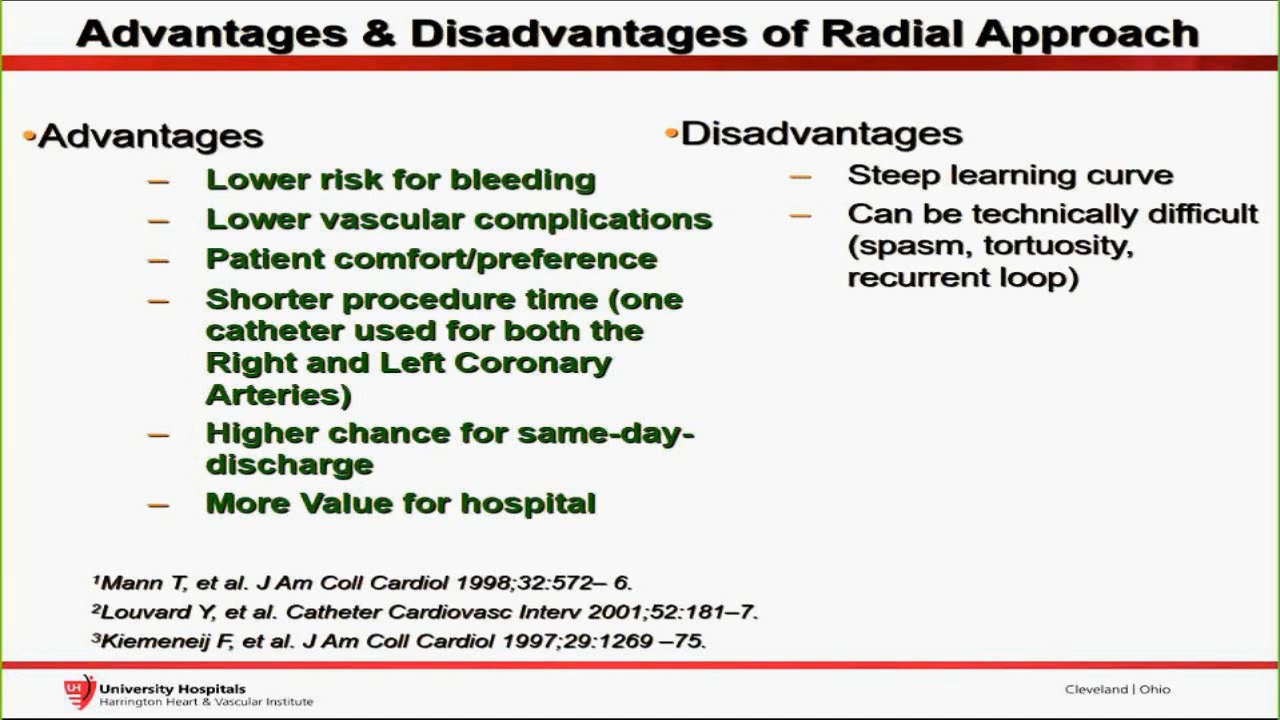 Advantages & Disadvantages of Radial Approach
•Advantages
– Lower risk for bleeding
– Lower vascular complications
– Patient comfort/preference
– Shorter procedure time (one
catheter used for both the
Right and Left Coronary
Arteries)
– Higher chance for same-day-
discharge
– More Value for hospital
•Disadvantages
– Steep learning curve
– Can be technically difficult
(spasm, tortuosity,
recurrent loop)
¹Mann T, et al. J Am Coll Cardiol 1998;32:572– 6.
²Louvard Y, et al. Catheter Cardiovasc Interv 2001;52:181–7.
³Kiemeneij F, et al. J Am Coll Cardiol 1997;29:1269 –75.
UH University Hospitals
Harrington Heart & Vascular Institute
Cleveland | Ohio